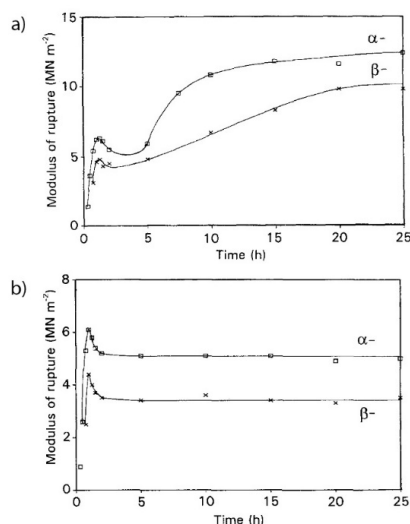 a)
15
10
5
0
Modulus of rupture (MN m⁻²)
α-
β-
0 5 10 15 20 25
Time (h)
b)
8
6
4
2
0
Modulus of rupture (MN m⁻²)
α-
β-
0 5 10 15 20 25
Time (h)